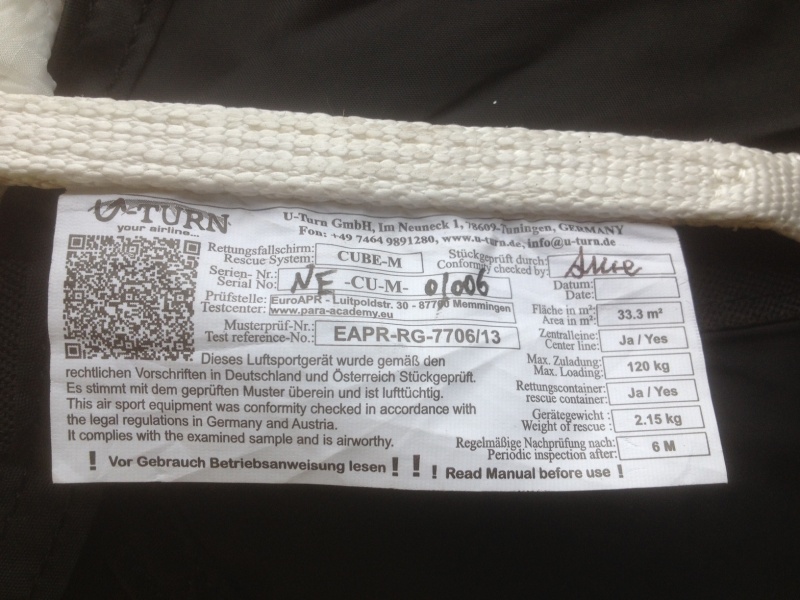 U-TURN
your airline...
U-Turn GmbH, Im Neuneck 1, 78609-Tuningen, GERMANY
Fon: +49 7464 9891280, www.u-turn.de, info@u-turn.de
Rettungsfallschirm:
Rescue System:
CUBE-M
Stückgeprüft durch:
Conformity checked by:
Serien- Nr.:
Serial No:
NE -CU-M- 0/006
Datum:
Date:
Prüfstelle:
Testcenter:
EuroAPR - Luitpoldstr. 30 - 87700 Memmingen
www.para-academy.eu
Fläche in m²:
Area in m²:
33.3 m²
Musterprüf-Nr.:
Test reference-No.:
EAPR-RG-7706/13
Zentralleine:
Center line:
Ja / Yes
Dieses Luftsportgerät wurde gemäß den
rechtlichen Vorschriften in Deutschland und Österreich Stückgeprüft.
Es stimmt mit dem geprüften Muster überein und ist lufttüchtig.
This air sport equipment was conformity checked in accordance with
the legal regulations in Germany and Austria.
It complies with the examined sample and is airworthy.
Max. Zuladung:
Max. Loading:
120 kg
Rettungscontainer:
rescue container:
Ja / Yes
Gerätegewicht :
Weight of rescue :
2.15 kg
Regelmäßige Nachprüfung nach:
Periodic inspection after:
6 M
! Vor Gebrauch Betriebsanweisung lesen ! ! ! Read Manual before use !